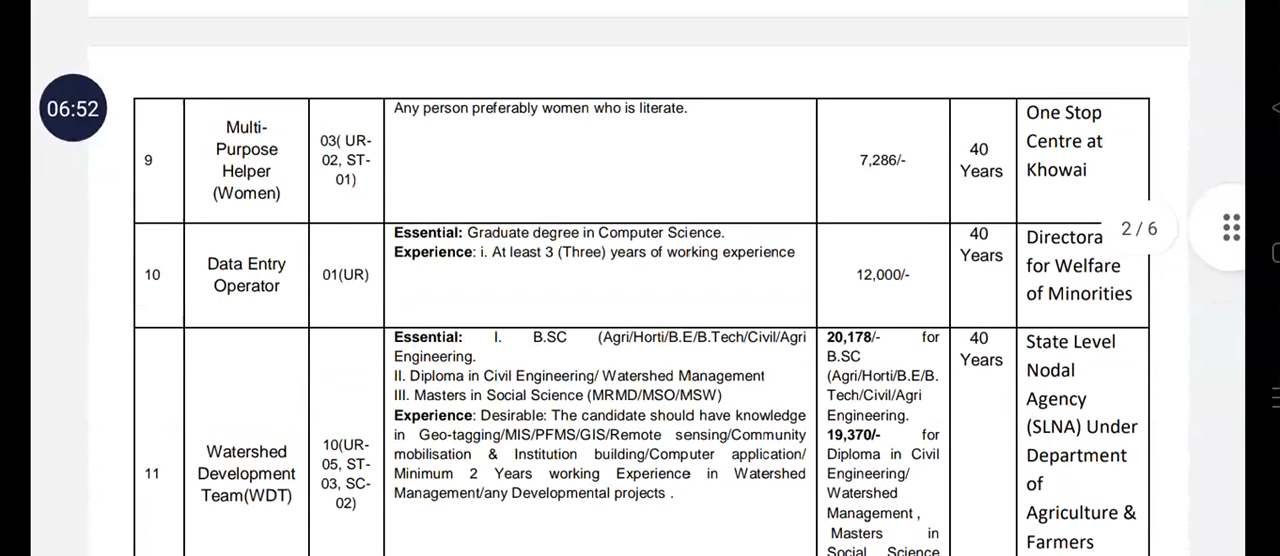 06:52
2 / 6
9
Multi-
Purpose
Helper
(Women)
03( UR-
02, ST-
01)
Any person preferably women who is literate.
7,286/-
40
Years
One Stop
Centre at
Khowai
10
Data Entry
Operator
01(UR)
Essential: Graduate degree in Computer Science.
Experience: i. At least 3 (Three) years of working experience
12,000/-
40
Years
Directora
for Welfare
of Minorities
11
Watershed
Development
Team(WDT)
10(UR-
05, ST-
03, SC-
02)
Essential: I. B.SC (Agri/Horti/B.E/B.Tech/Civil/Agri
Engineering.
II. Diploma in Civil Engineering/ Watershed Management
III. Masters in Social Science (MRMD/MSO/MSW)
Experience: Desirable: The candidate should have knowledge
in Geo-tagging/MIS/PFMS/GIS/Remote sensing/Community
mobilisation & Institution building/Computer application/
Minimum 2 Years working Experience in Watershed
Management/any Developmental projects .
20,178/- for
B.SC
(Agri/Horti/B.E/B.
Tech/Civil/Agri
Engineering.
19,370/- for
Diploma in Civil
Engineering/
Watershed
Management ,
Masters in
Social Science
40
Years
State Level
Nodal
Agency
(SLNA) Under
Department
of
Agriculture &
Farmers